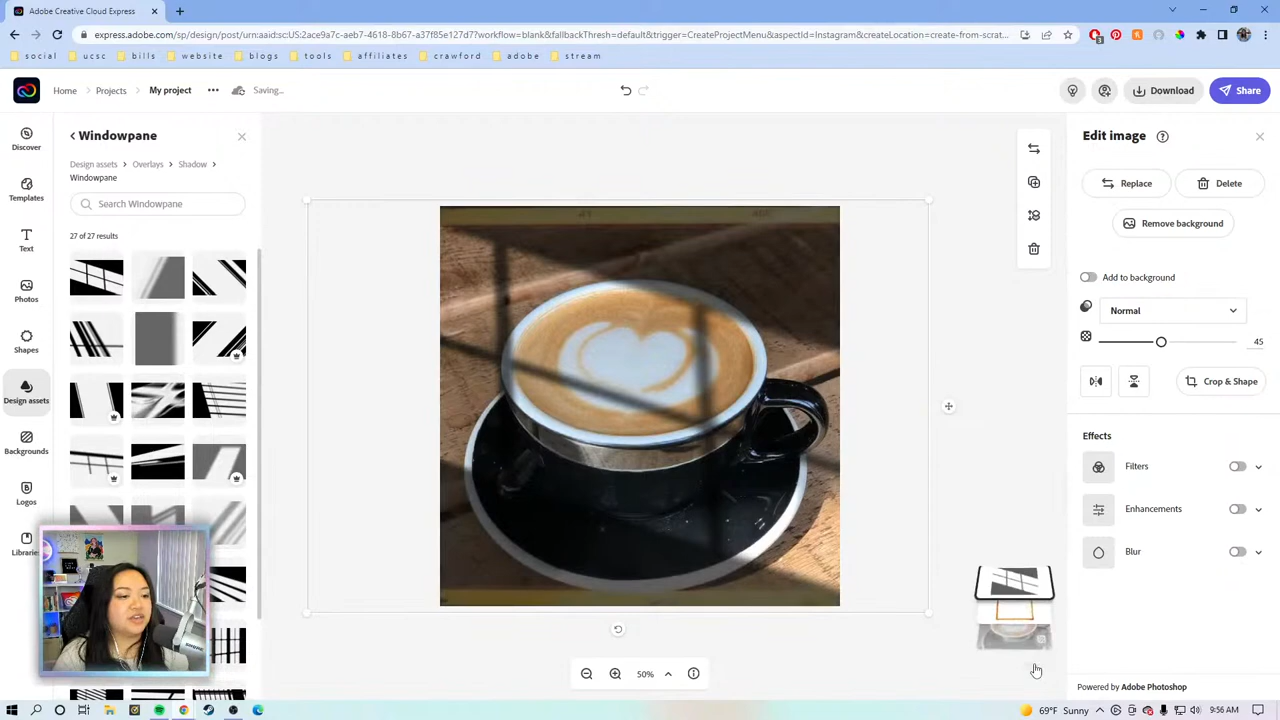 Adobe Creative Cloud Expre
express.adobe.com/sp/design/post/urn:aaid:sc:US:2ace9a7c-aeb7-4618-8b67-a37f85e127d7?workflow=blank&fallbackThresh=default&trigger=CreateProjectMenu&aspectId=Instagram&createLocation=create-from-scrat...
social
ucsc
bills
websites
blogs
tools
affiliates
crawford
adobe
stream
Home > Projects > My project ••• Saving...
Download
Share
Discover
Templates
Text
Photos
Shapes
Design assets
Backgrounds
Logos
Libraries
Windowpane
Design assets > Overlays > Shadow >
Windowpane
Search Windowpane
27 of 27 results
50%
Edit image
Replace
Delete
Remove background
Add to background
Normal
45
Crop & Shape
Effects
Filters
Enhancements
Blur
Powered by Adobe Photoshop
69°F Sunny
9:56 AM